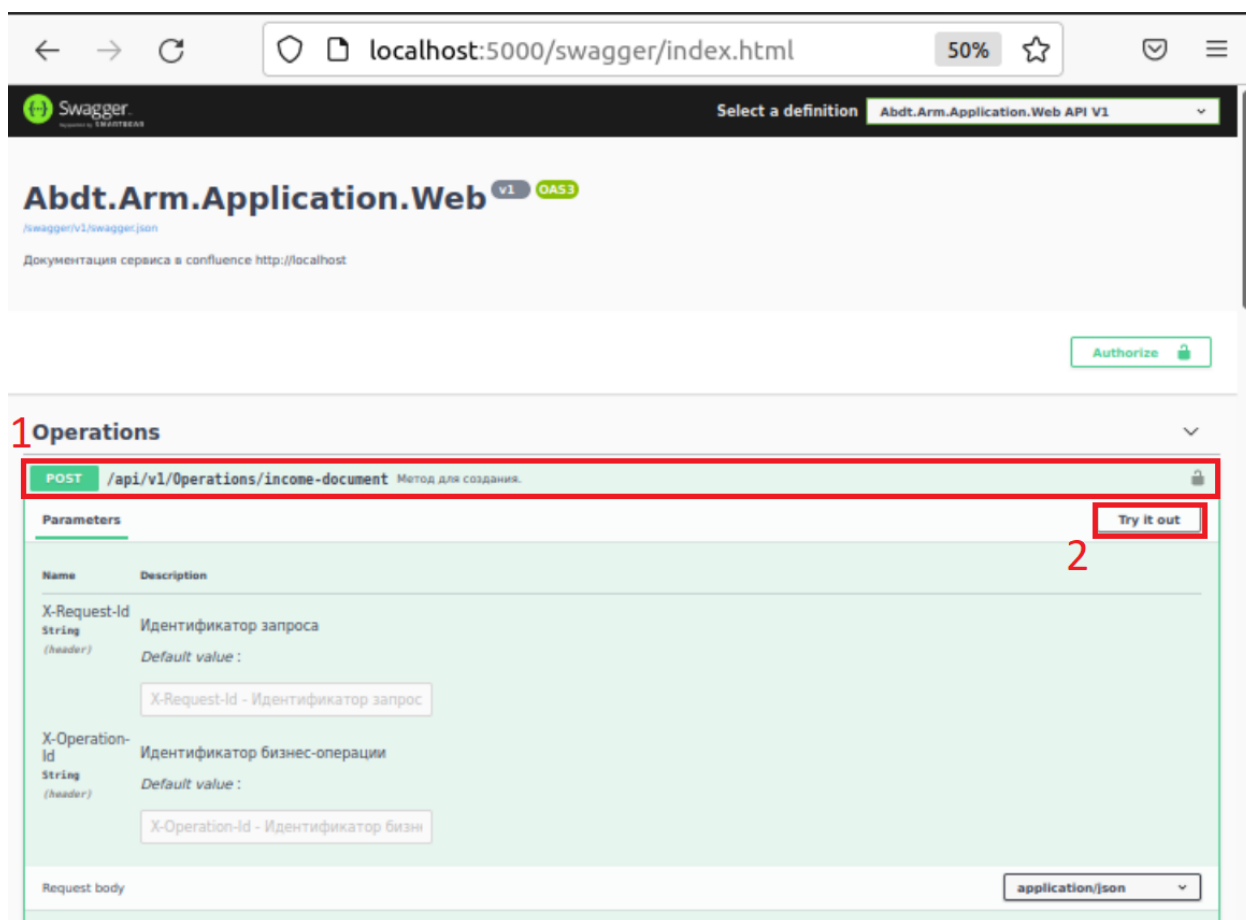 localhost:5000/swagger/index.html 50%
Swagger. Select a definition Abdt.Arm.Application.Web API V1
Supported by SMARTBEAR
Abdt.Arm.Application.Web v1 OAS3
/swagger/v1/swagger.json
Документация сервиса в confluence http://localhost
Authorize
1 Operations
POST /api/v1/Operations/income-document Метод для создания.
Parameters Try it out
2
Name Description
X-Request-Id
String
(header)
Идентификатор запроса
Default value :
X-Request-Id - Идентификатор запрос
X-Operation-
Id
String
(header)
Идентификатор бизнес-операции
Default value :
X-Operation-Id - Идентификатор бизне
Request body application/json